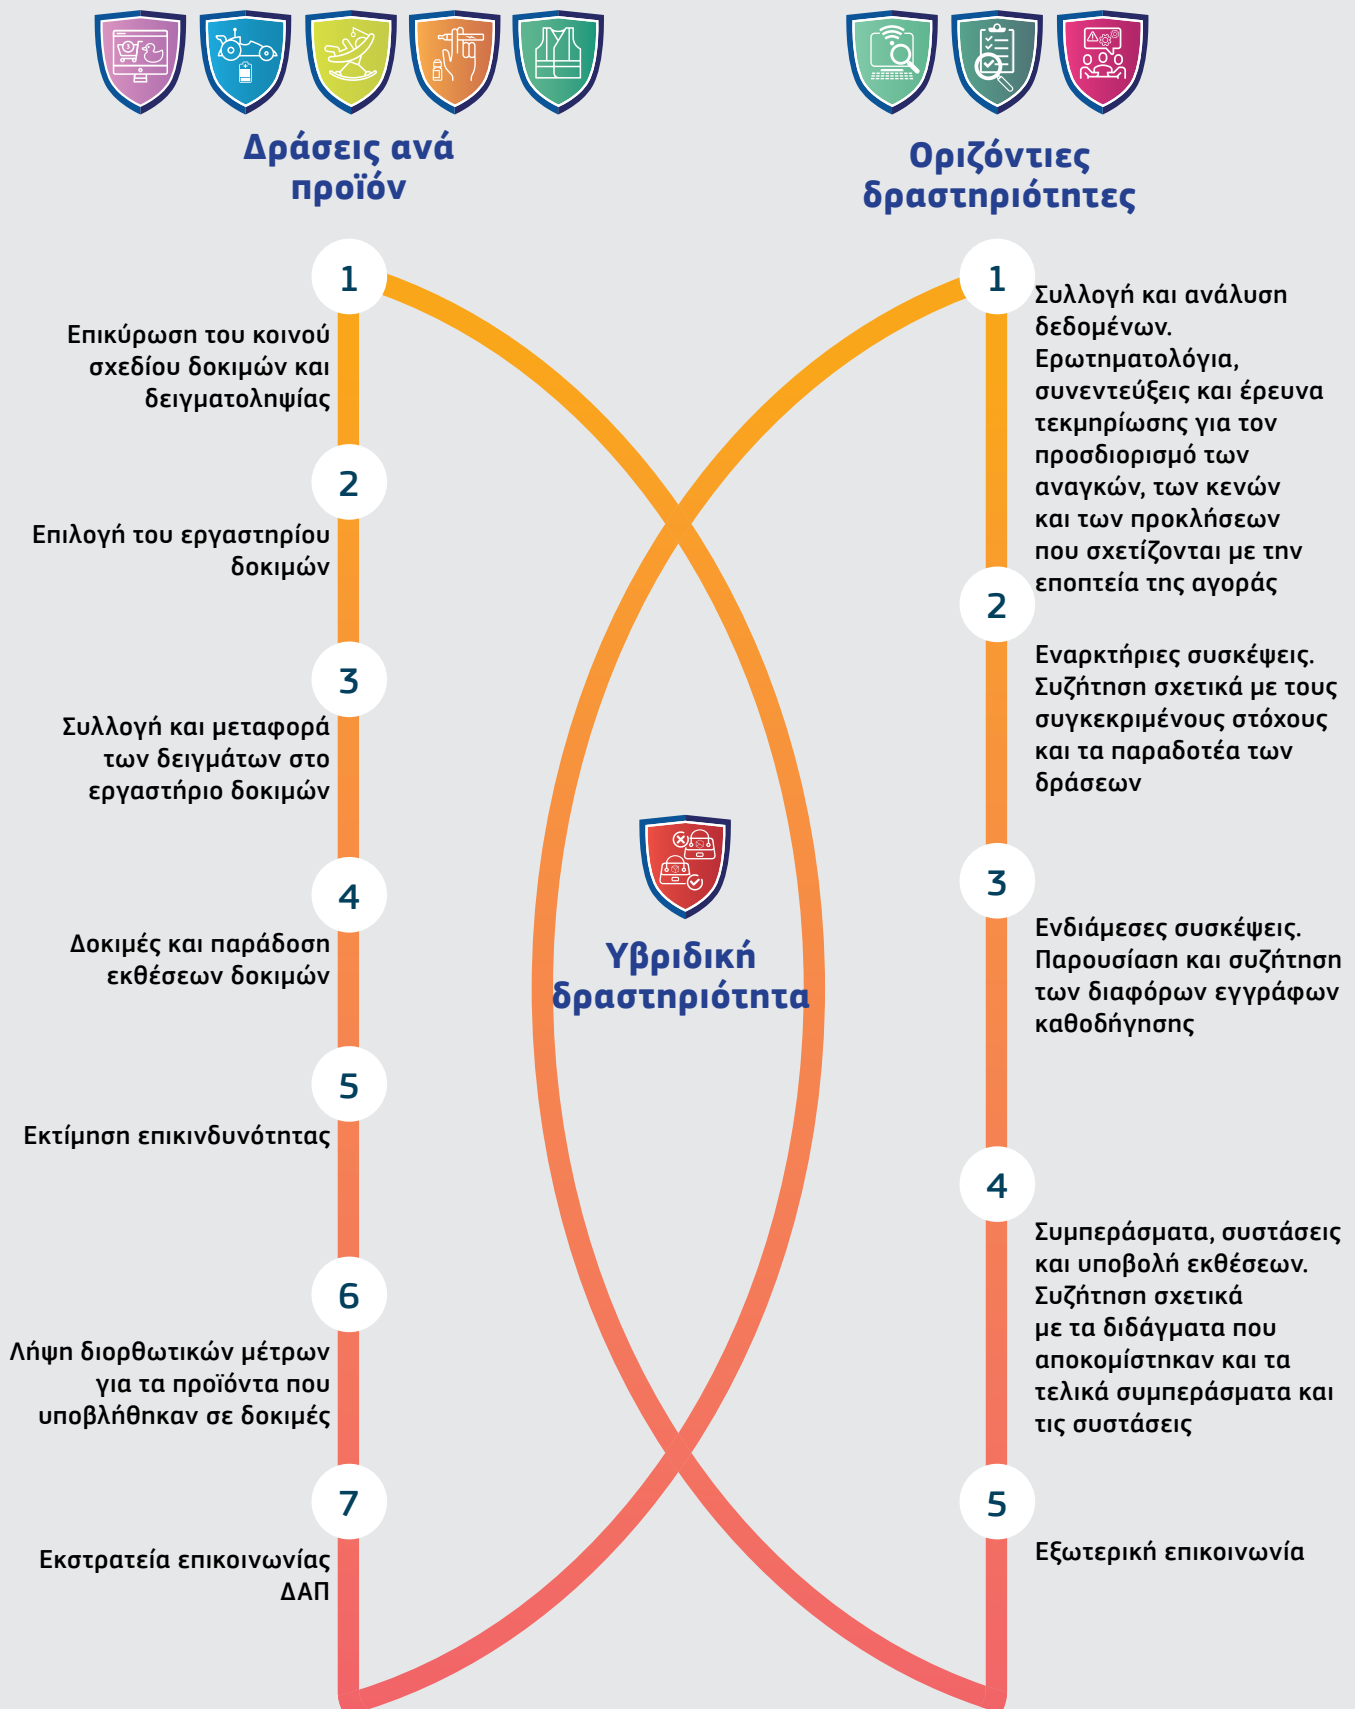 Δράσεις ανά
προϊόν
1
Επικύρωση του κοινού
σχεδίου δοκιμών και
δειγματοληψίας
2
Επιλογή του εργαστηρίου
δοκιμών
3
Συλλογή και μεταφορά
των δειγμάτων στο
εργαστήριο δοκιμών
4
Δοκιμές και παράδοση
εκθέσεων δοκιμών
5
Εκτίμηση επικινδυνότητας
6
Λήψη διορθωτικών μέτρων
για τα προϊόντα που
υποβλήθηκαν σε δοκιμές
7
Εκστρατεία επικοινωνίας
ΔΑΠ
Υβριδική
δραστηριότητα
Οριζόντιες
δραστηριότητες
1
Συλλογή και ανάλυση
δεδομένων.
Ερωτηματολόγια,
συνεντεύξεις και έρευνα
τεκμηρίωσης για τον
προσδιορισμό των
αναγκών, των κενών
και των προκλήσεων
που σχετίζονται με την
εποπτεία της αγοράς
2
Εναρκτήριες συσκέψεις.
Συζήτηση σχετικά με τους
συγκεκριμένους στόχους
και τα παραδοτέα των
δράσεων
3
Ενδιάμεσες συσκέψεις.
Παρουσίαση και συζήτηση
των διαφόρων εγγράφων
καθοδήγησης
4
Συμπεράσματα, συστάσεις
και υποβολή εκθέσεων.
Συζήτηση σχετικά
με τα διδάγματα που
αποκομίστηκαν και τα
τελικά συμπεράσματα και
τις συστάσεις
5
Εξωτερική επικοινωνία